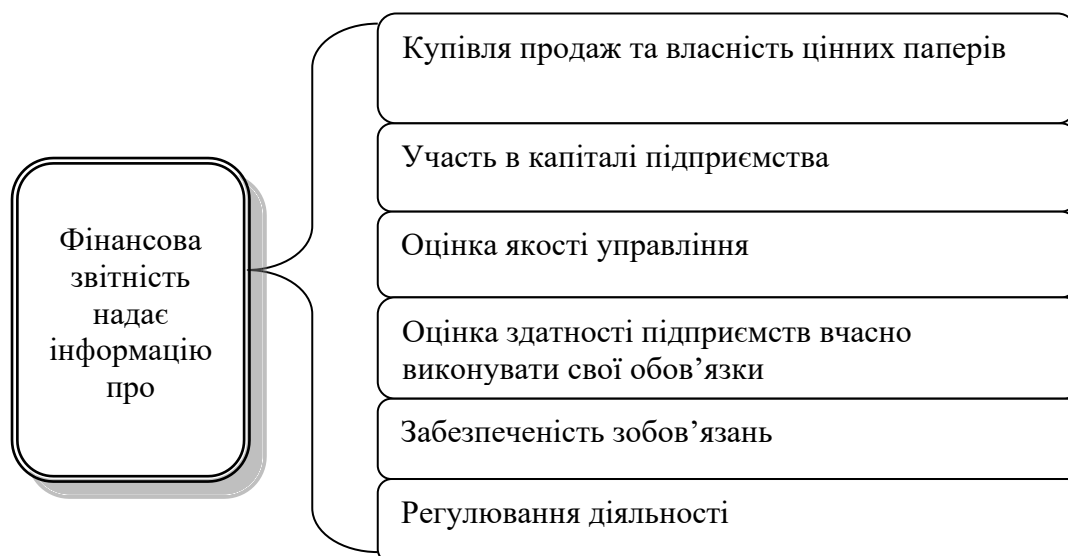 Фінансова
звітність
надає
інформацію
про
Купівля продаж та власність цінних паперів
Участь в капіталі підприємства
Оцінка якості управління
Оцінка здатності підприємств вчасно
виконувати свої обов’язки
Забезпеченість зобов’язань
Регулювання діяльності